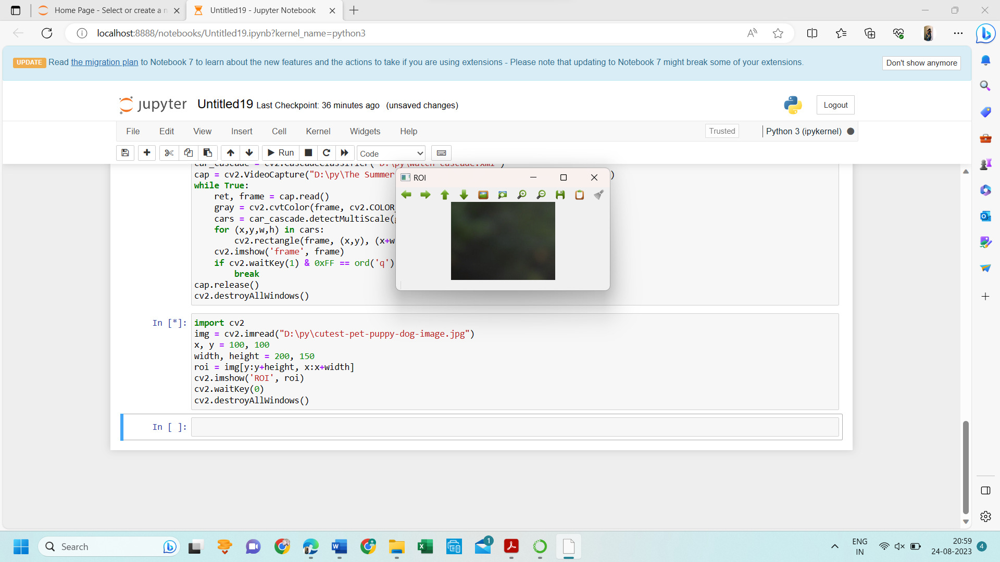 Home Page - Select or create a n
Untitled19 - Jupyter Notebook
localhost:8888/notebooks/Untitled19.ipynb?kernel_name=python3
UPDATE Read the migration plan to Notebook 7 to learn about the new features and the actions to take if you are using extensions - Please note that updating to Notebook 7 might break some of your extensions.
Don't show anymore
jupyter Untitled19 Last Checkpoint: 36 minutes ago (unsaved changes)
Logout
File Edit View Insert Cell Kernel Widgets Help
Trusted Python 3 (ipykernel)
Run Code
car_cascade = cv2.CascadeClassifier("D:\py\watch-cascade.xml")
cap = cv2.VideoCapture("D:\py\The Summer )
while True:
ret, frame = cap.read()
gray = cv2.cvtColor(frame, cv2.COLOR_
cars = car_cascade.detectMultiScale(
for (x,y,w,h) in cars:
cv2.rectangle(frame, (x,y), (x+w
cv2.imshow('frame', frame)
if cv2.waitKey(1) & 0xFF == ord('q')
break
cap.release()
cv2.destroyAllWindows()
ROI
In [*]:
import cv2
img = cv2.imread("D:\py\cutest-pet-puppy-dog-image.jpg")
x, y = 100, 100
width, height = 200, 150
roi = img[y:y+height, x:x+width]
cv2.imshow('ROI', roi)
cv2.waitKey(0)
cv2.destroyAllWindows()
In [ ]:
Search
1
ENG
IN
20:59
24-08-2023
4